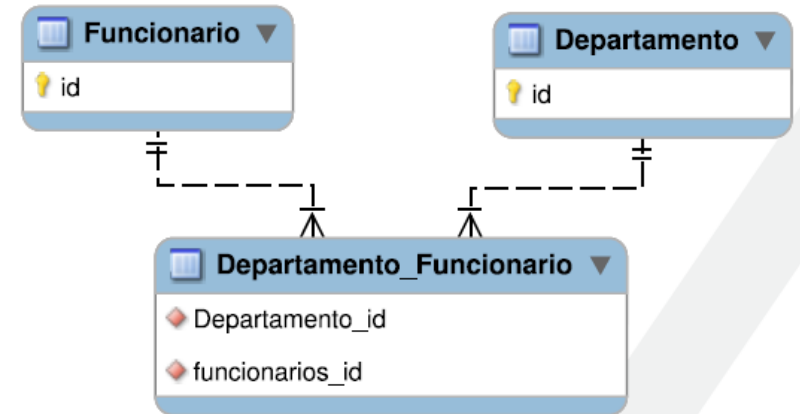 Funcionario
id
Departamento
id
Departamento_Funcionario
Departamento_id
funcionarios_id